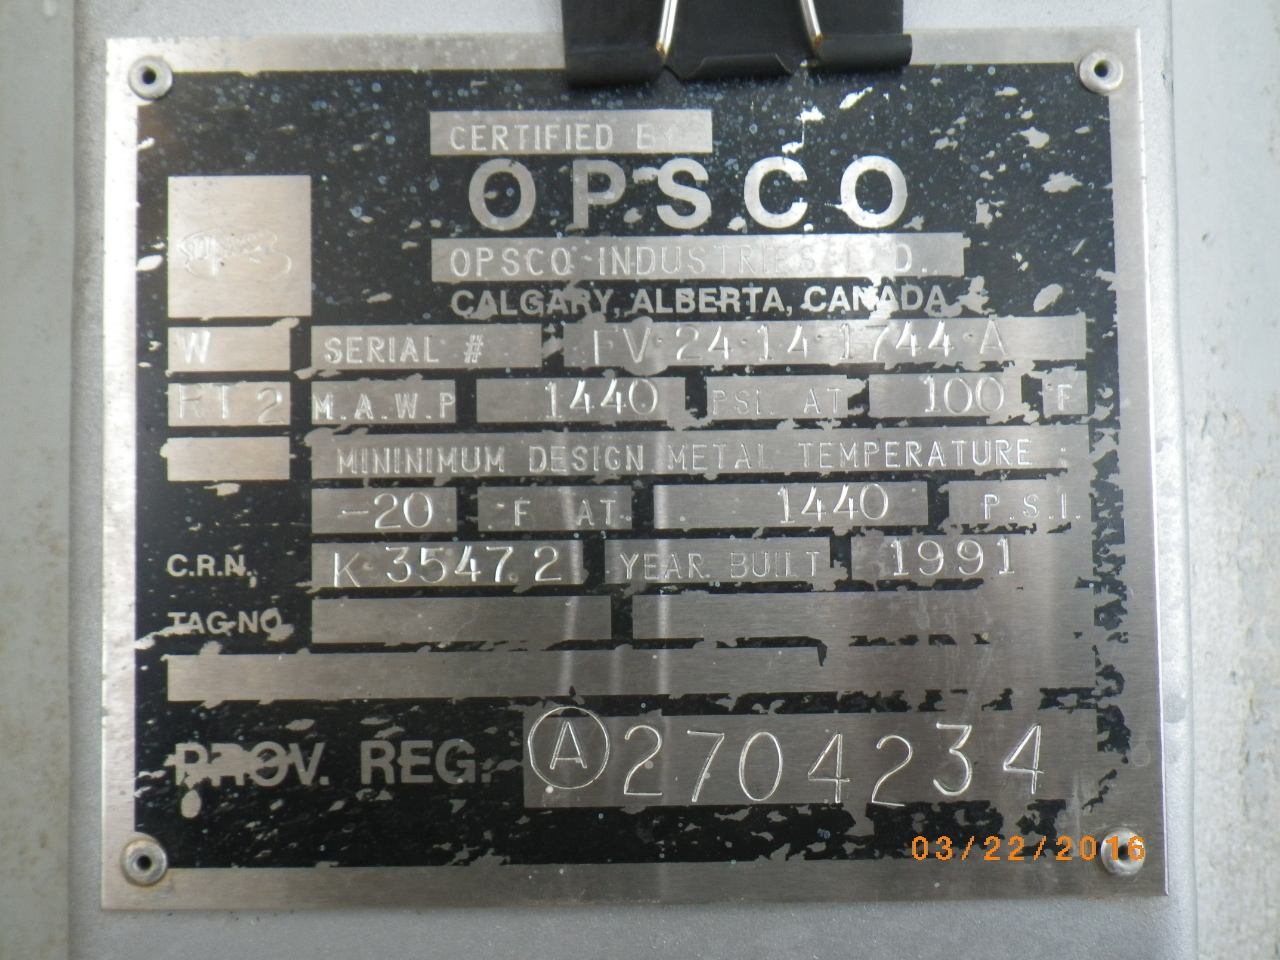 CERTIFIED BY
OPSCO
OPSCO INDUSTRIES LTD.
CALGARY, ALBERTA, CANADA
W SERIAL # FV 24 14 1744 A
RT 2 M.A.W.P 1440 PSI. AT 100 F
MININIMUM DESIGN METAL TEMPERATURE :
-20 F AT 1440 P.S.I.
C.R.N. K 3547.2 YEAR BUILT 1991
TAG NO.
PROV. REG. A 2704234
03/22/2016